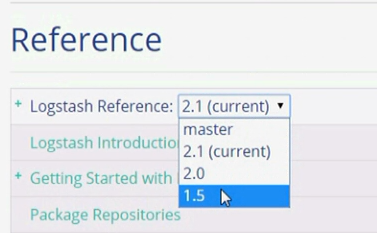 Reference
+ Logstash Reference: 2.1 (current) ▼
master
2.1 (current)
Logstash Introduction
2.0
+ Getting Started with
1.5
Package Repositories